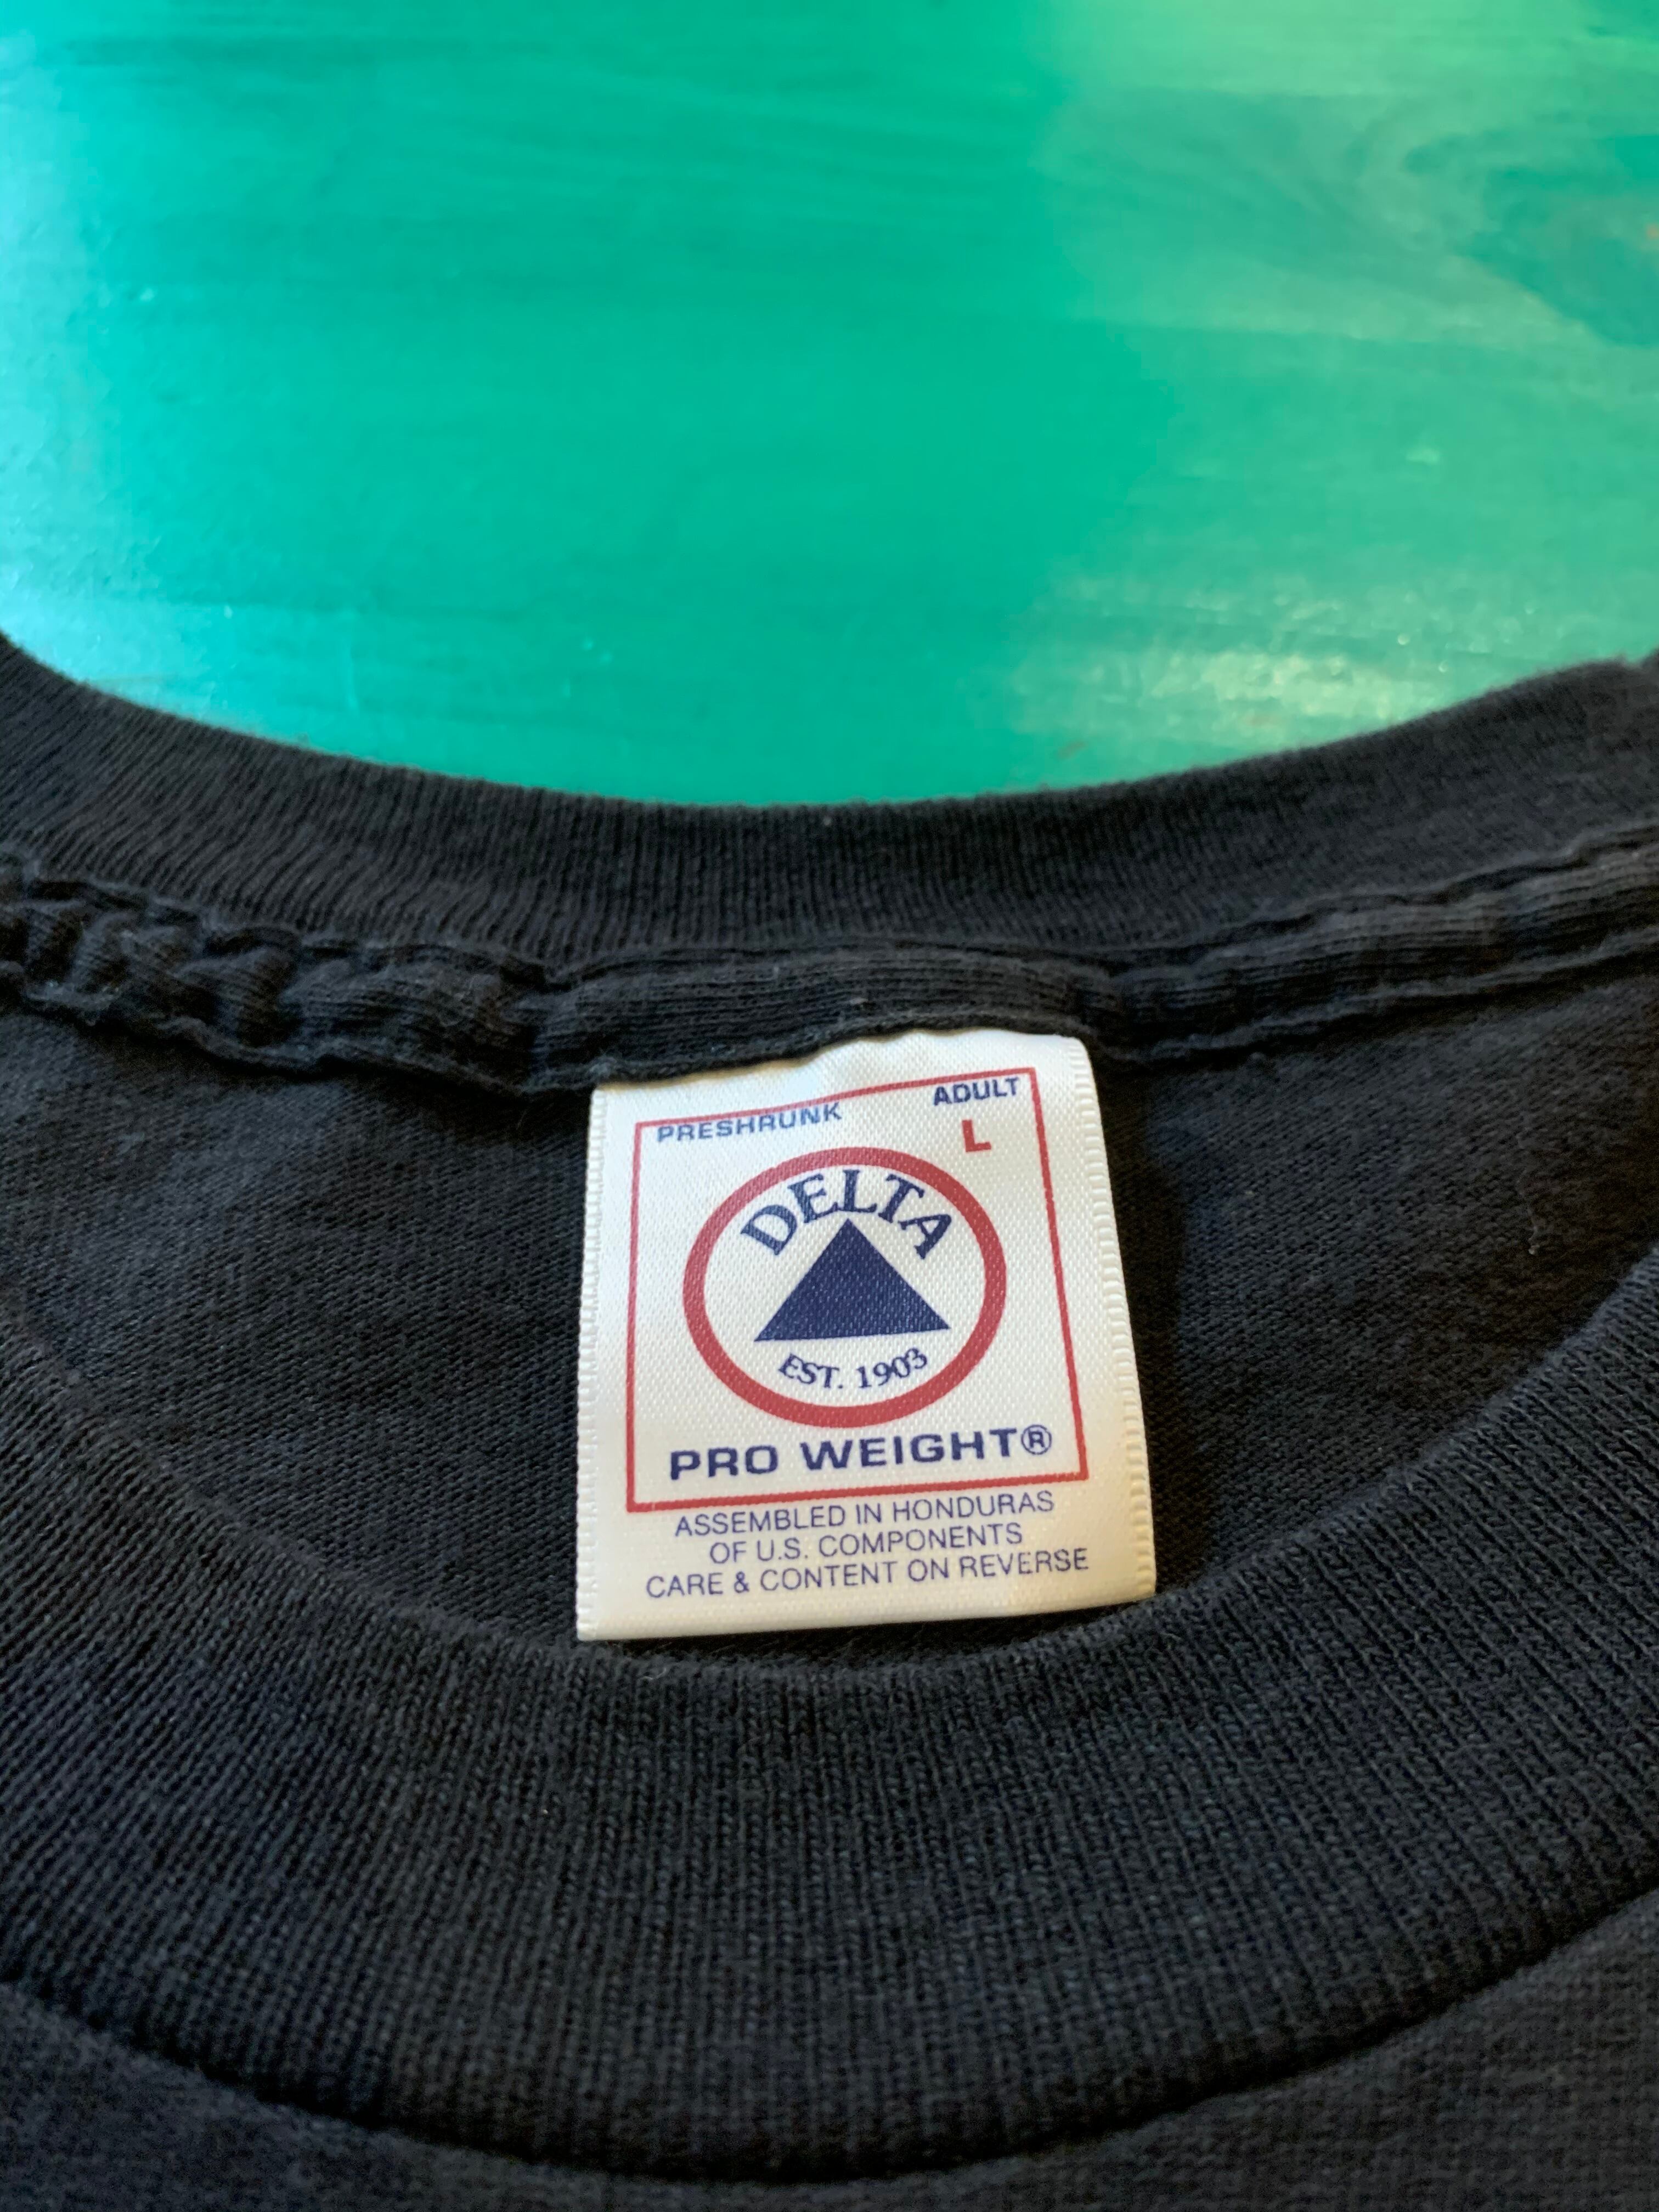 PRESHRUNK
ADULT
L
DELTA
EST. 1903
PRO WEIGHT®
ASSEMBLED IN HONDURAS
OF U.S. COMPONENTS
CARE & CONTENT ON REVERSE